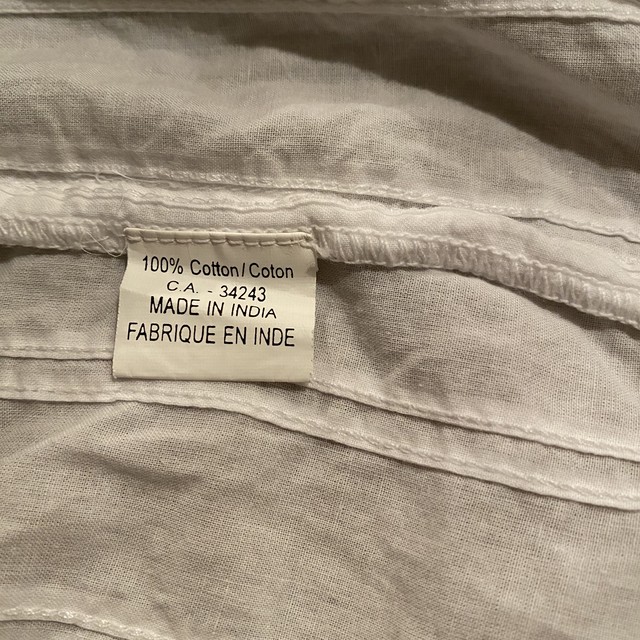 100% Cotton/Coton
C.A. - 34243
MADE IN INDIA
FABRIQUE EN INDE